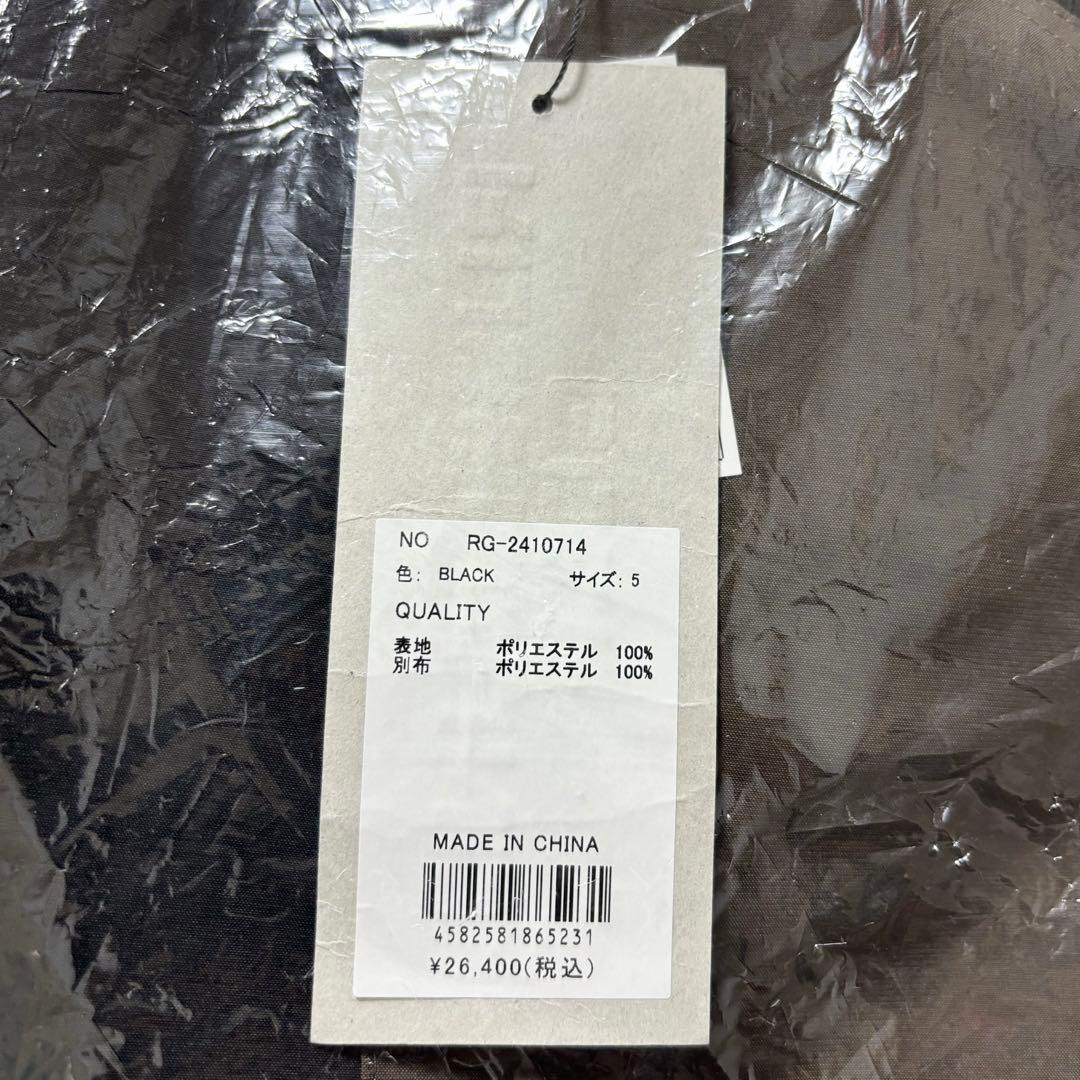 NO RG-2410714
色: BLACK サイズ: 5
QUALITY
表地 ポリエステル 100%
別布 ポリエステル 100%
MADE IN CHINA
4582581865231
¥26,400(税込)